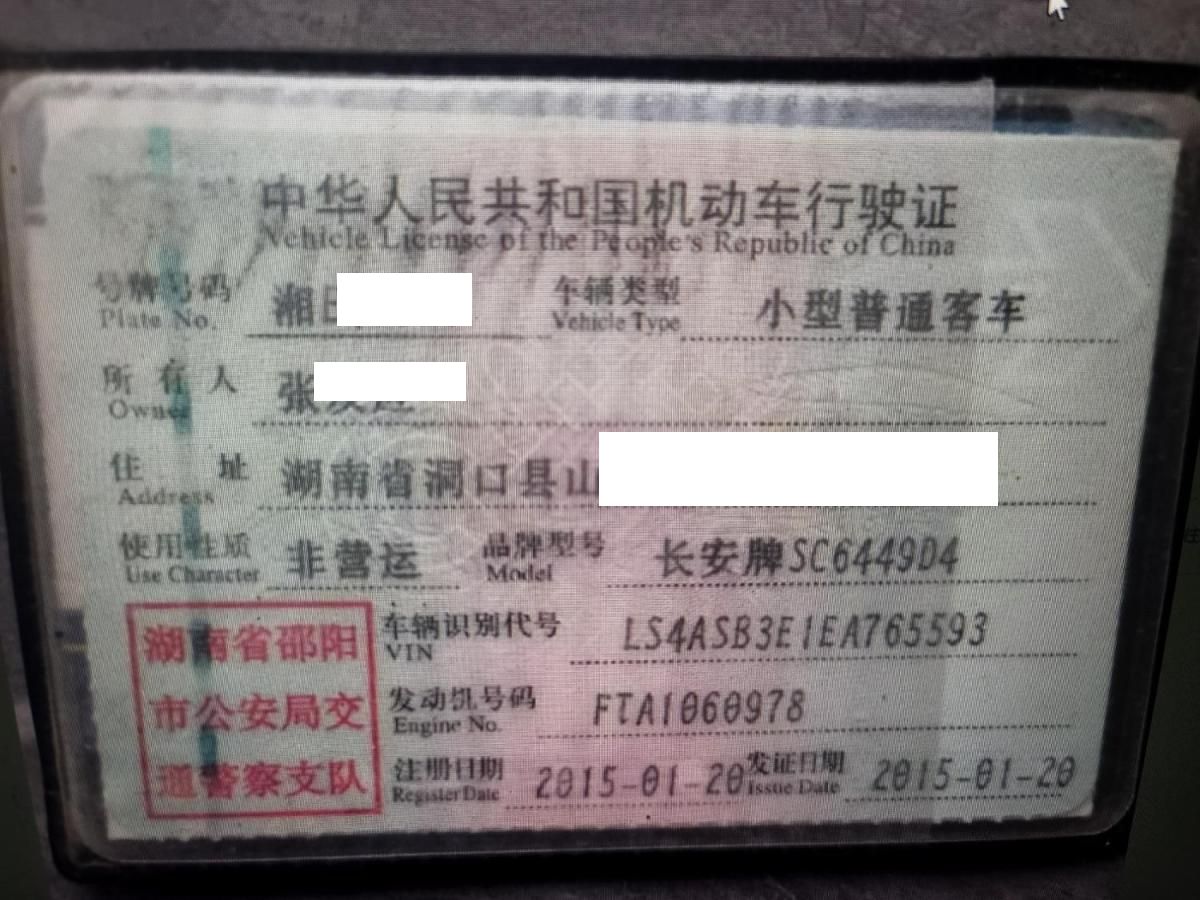 中华人民共和国机动车行驶证
Vehicle License of the People's Republic of China
号牌号码 湘 车辆类型 小型普通客车
Plate No. Vehicle Type
所有人 张
Owner
住址 湖南省洞口县山
Address
使用性质 非营运 品牌型号 长安牌SC6449D4
Use Character Model
湖南省邵阳
市公安局交
通警察支队
车辆识别代号 LS4ASB3E1EA765593
VIN
发动机号码 FTA1060978
Engine No.
注册日期 2015-01-20 发证日期 2015-01-20
Register Date Issue Date